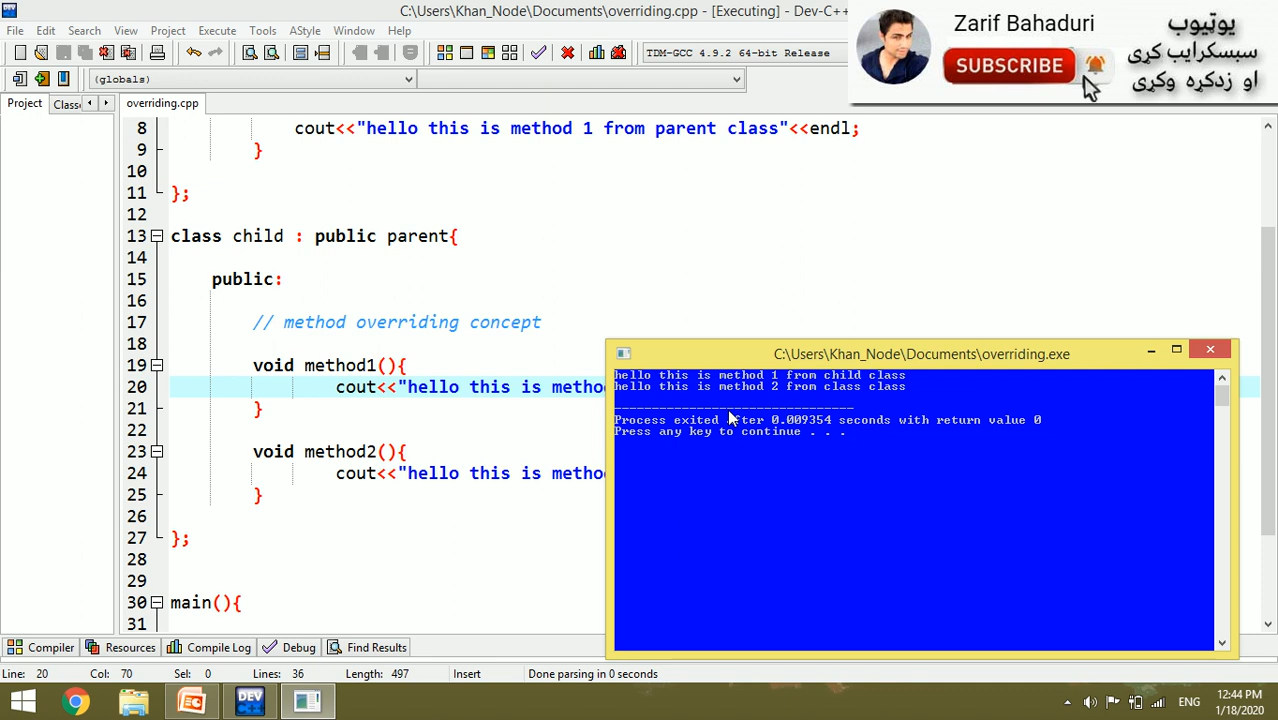 C:\Users\Khan_Node\Documents\overriding.cpp - [Executing] - Dev-C++
File Edit Search View Project Execute Tools AStyle Window Help
TDM-GCC 4.9.2 64-bit Release
(globals)
Project Classe
overriding.cpp
Zarif Bahaduri
SUBSCRIBE
یوټیوب
سبسکرایب کړی
او زدکړه وکړی
8 cout<<"hello this is method 1 from parent class"<<endl;
9 }
10
11 };
12
13 class child : public parent{
14
15 public:
16
17 // method overriding concept
18
19 void method1(){
20 cout<<"hello this is metho
21 }
22
23 void method2(){
24 cout<<"hello this is metho
25 }
26
27 };
28
29
30 main(){
31
C:\Users\Khan_Node\Documents\overriding.exe
hello this is method 1 from child class
hello this is method 2 from class class
--------------------------------
Process exited after 0.009354 seconds with return value 0
Press any key to continue . . .
Compiler Resources Compile Log Debug Find Results
Line: 20 Col: 70 Sel: 0 Lines: 36 Length: 497 Insert Done parsing in 0 seconds
DEV
ENG
12:44 PM
1/18/2020